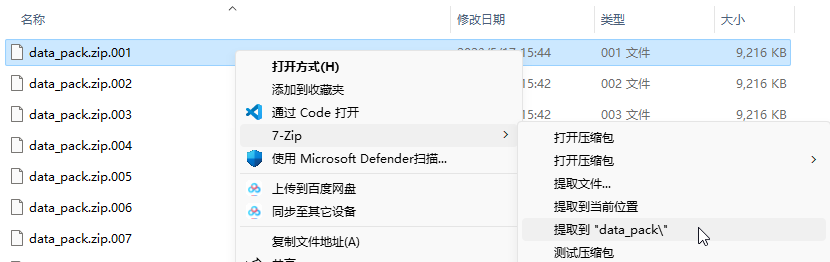 名称 修改日期 类型 大小
data_pack.zip.001 15:44 001 文件 9,216 KB
data_pack.zip.002 15:42 002 文件 9,216 KB
data_pack.zip.003 15:42 003 文件 9,216 KB
data_pack.zip.004
data_pack.zip.005
data_pack.zip.006
data_pack.zip.007
打开方式(H)
添加到收藏夹
通过 Code 打开
7-Zip
使用 Microsoft Defender扫描...
上传到百度网盘
同步至其它设备
复制文件地址(A)
打开压缩包
打开压缩包
提取文件...
提取到当前位置
提取到 "data_pack\"
测试压缩包